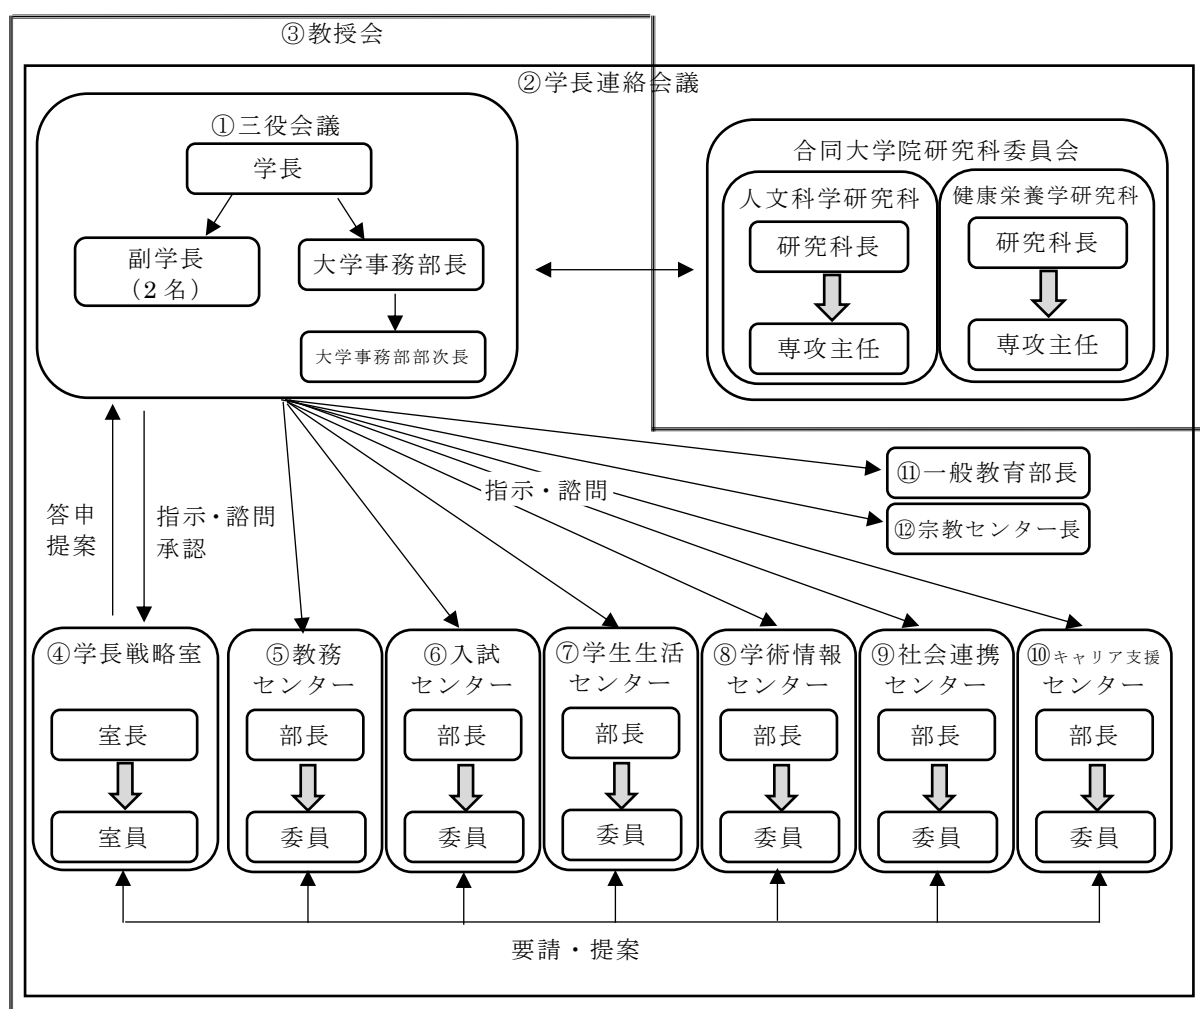 ③教授会
②学長連絡会議
①三役会議
学長
副学長
（2 名）
大学事務部長
大学事務部部次長
合同大学院研究科委員会
人文科学研究科
研究科長
専攻主任
健康栄養学研究科
研究科長
専攻主任
⑪一般教育部長
⑫宗教センター長
指示・諮問
答申
提案
指示・諮問
承認
④学長戦略室
室長
室員
⑤教務
センター
部長
委員
⑥入試
センター
部長
委員
⑦学生生活
センター
部長
委員
⑧学術情報
センター
部長
委員
⑨社会連携
センター
部長
委員
⑩キャリア支援
センター
部長
委員
要請・提案